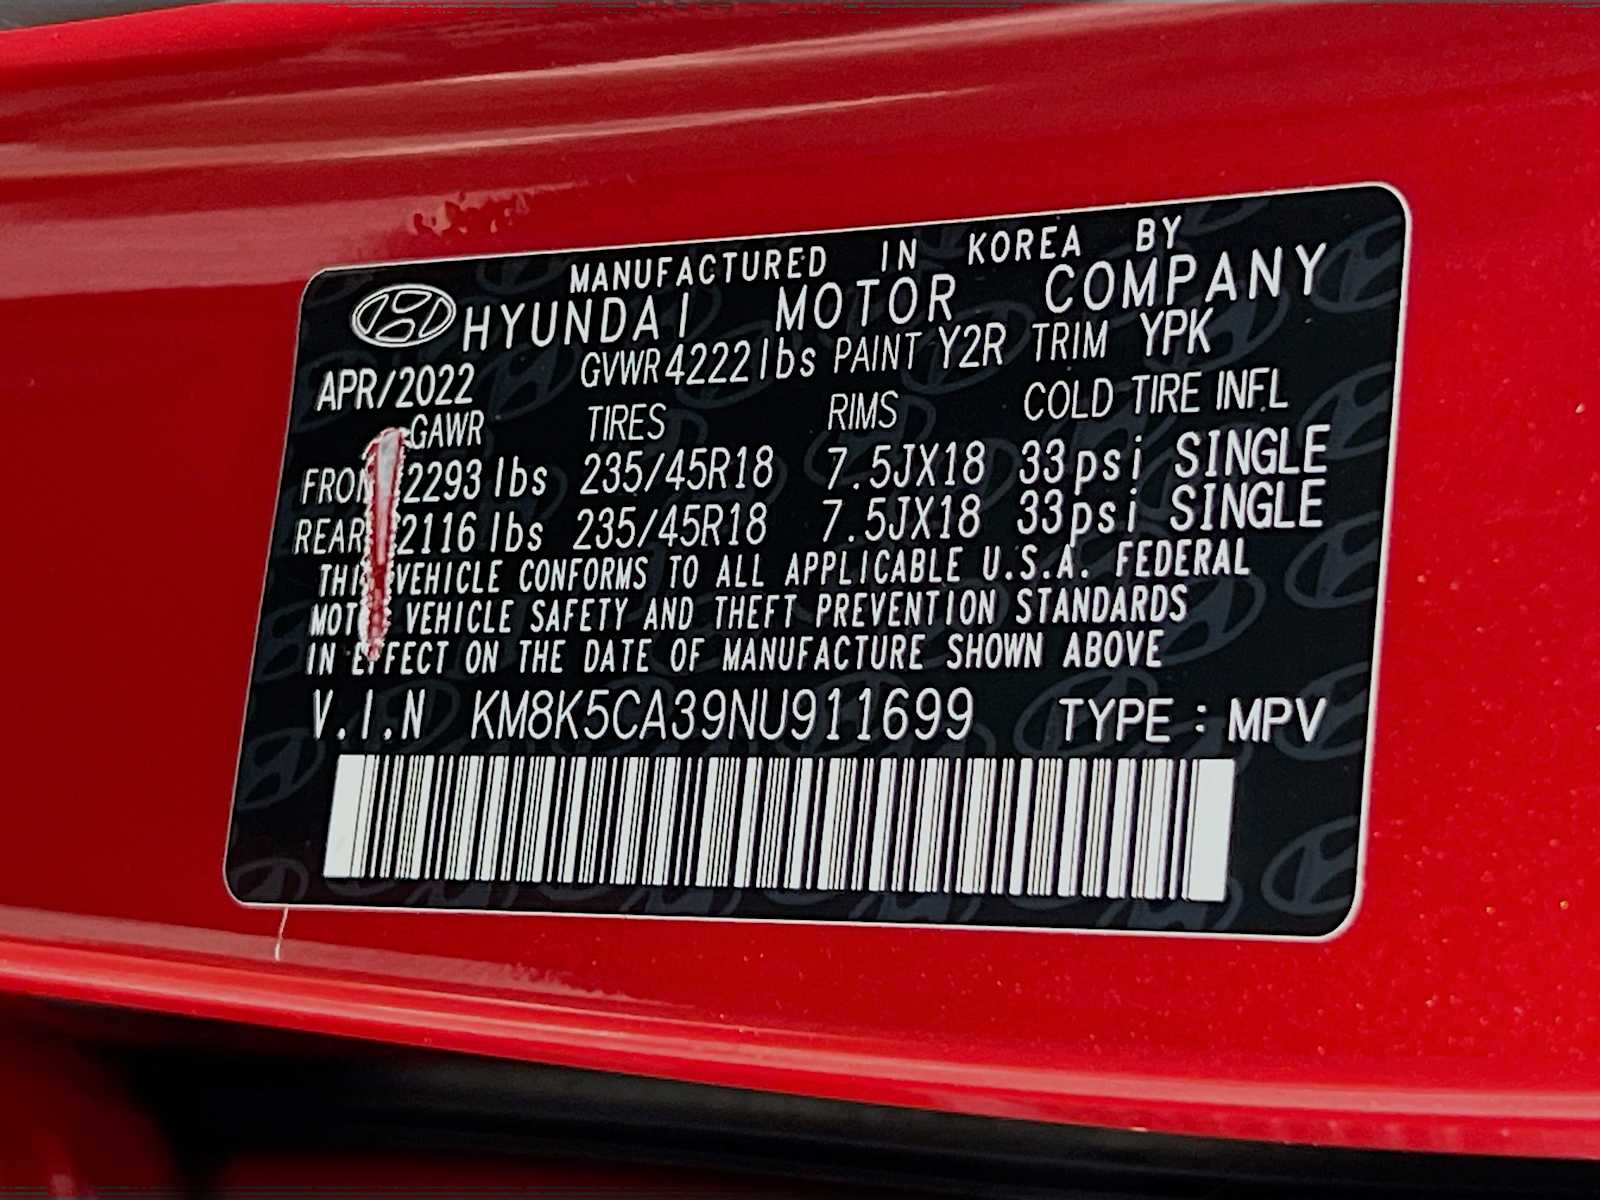 MANUFACTURED IN KOREA BY
HYUNDAI MOTOR COMPANY
APR/2022 GVWR 4222lbs PAINT Y2R TRIM YPK
GAWR TIRES RIMS COLD TIRE INFL
2293 lbs 235/45R18 7.5JX18 33psi SINGLE
REAR 2116 lbs 235/45R18 7.5JX18 33psi SINGLE
VEHICLE CONFORMS TO ALL APPLICABLE U.S.A. FEDERAL
VEHICLE SAFETY AND THEFT PREVENTION STANDARDS
IN EFFECT ON THE DATE OF MANUFACTURE SHOWN ABOVE
V.I.N KM8K5CA39NU911699 TYPE : MPV